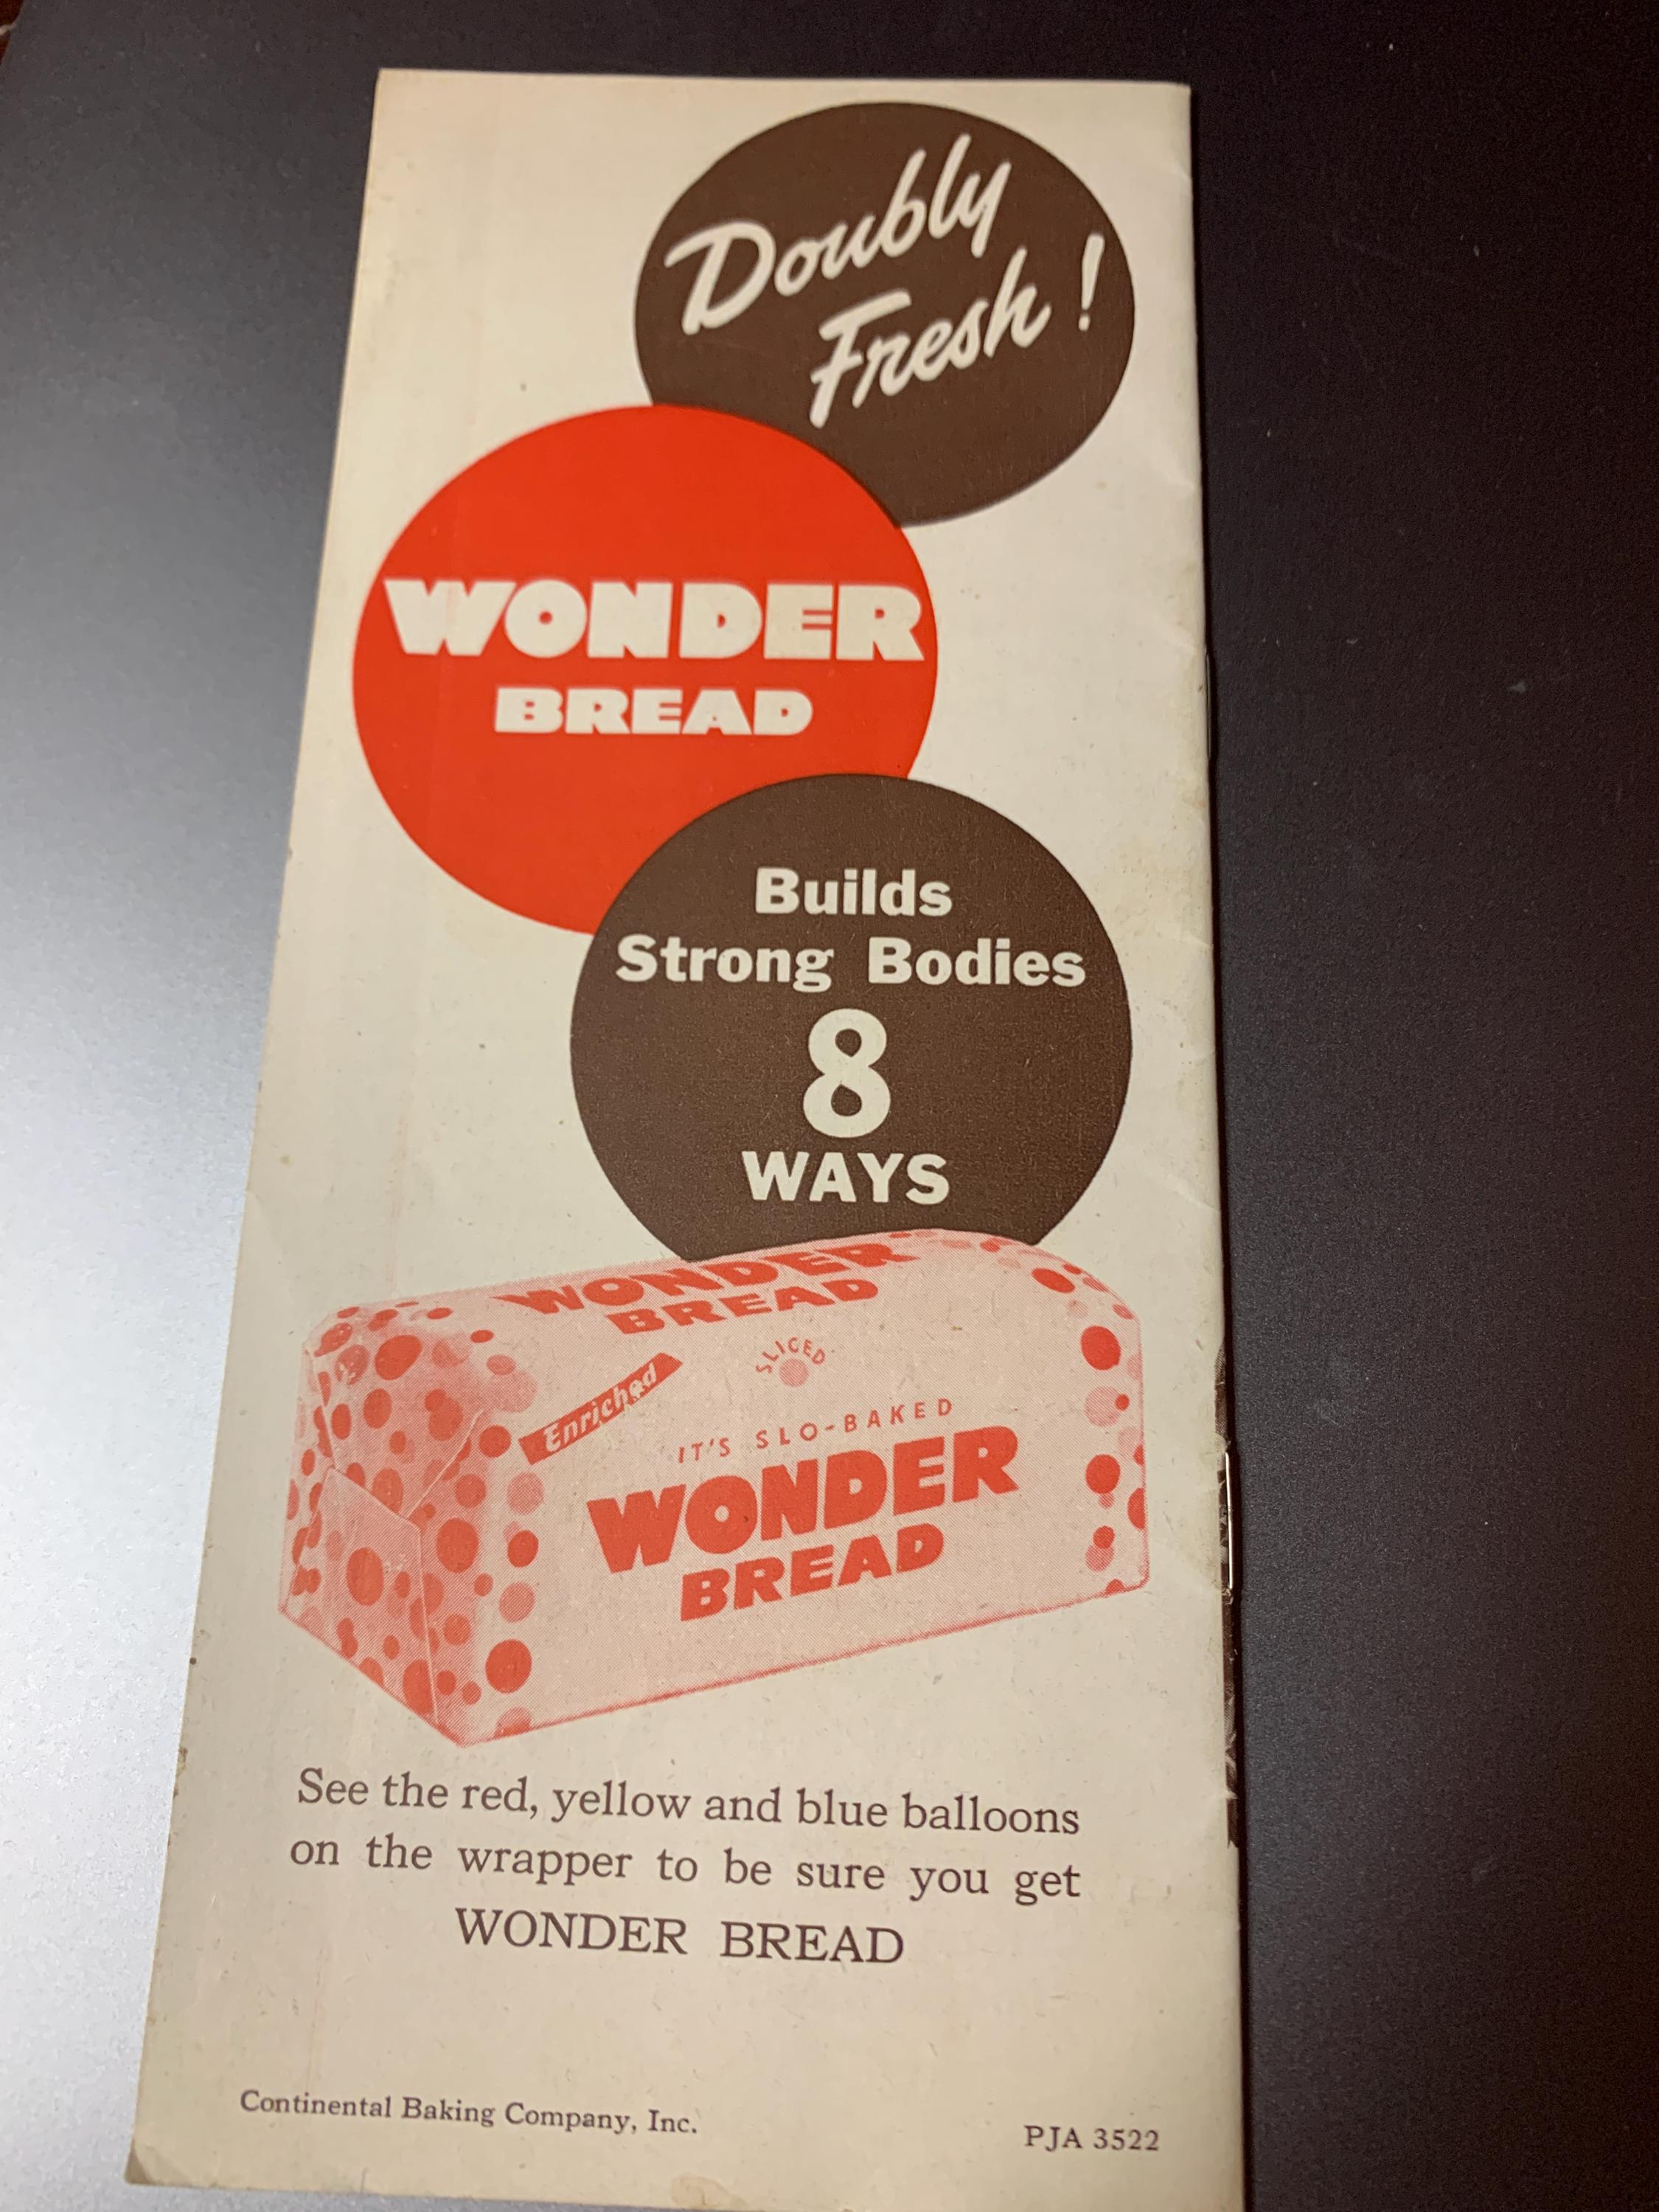 Doubly
Fresh!
WONDER
BREAD
Builds
Strong Bodies
8
WAYS
WONDER
BREAD
SLICED
Enriched
IT'S SLO-BAKED
WONDER
BREAD
See the red, yellow and blue balloons
on the wrapper to be sure you get
WONDER BREAD
Continental Baking Company, Inc.
PJA 3522